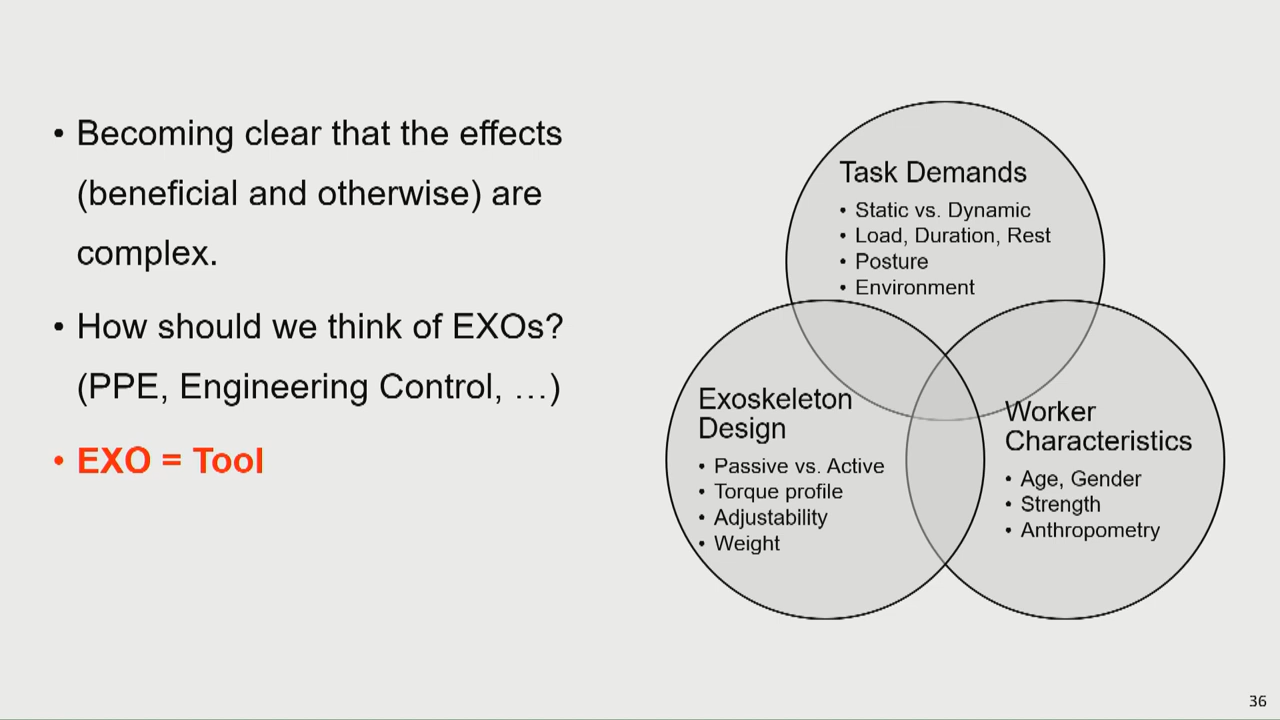 • Becoming clear that the effects
(beneficial and otherwise) are
complex.
• How should we think of EXOs?
(PPE, Engineering Control, …)
• EXO = Tool
Task Demands
• Static vs. Dynamic
• Load, Duration, Rest
• Posture
• Environment
Exoskeleton
Design
• Passive vs. Active
• Torque profile
• Adjustability
• Weight
Worker
Characteristics
• Age, Gender
• Strength
• Anthropometry
36